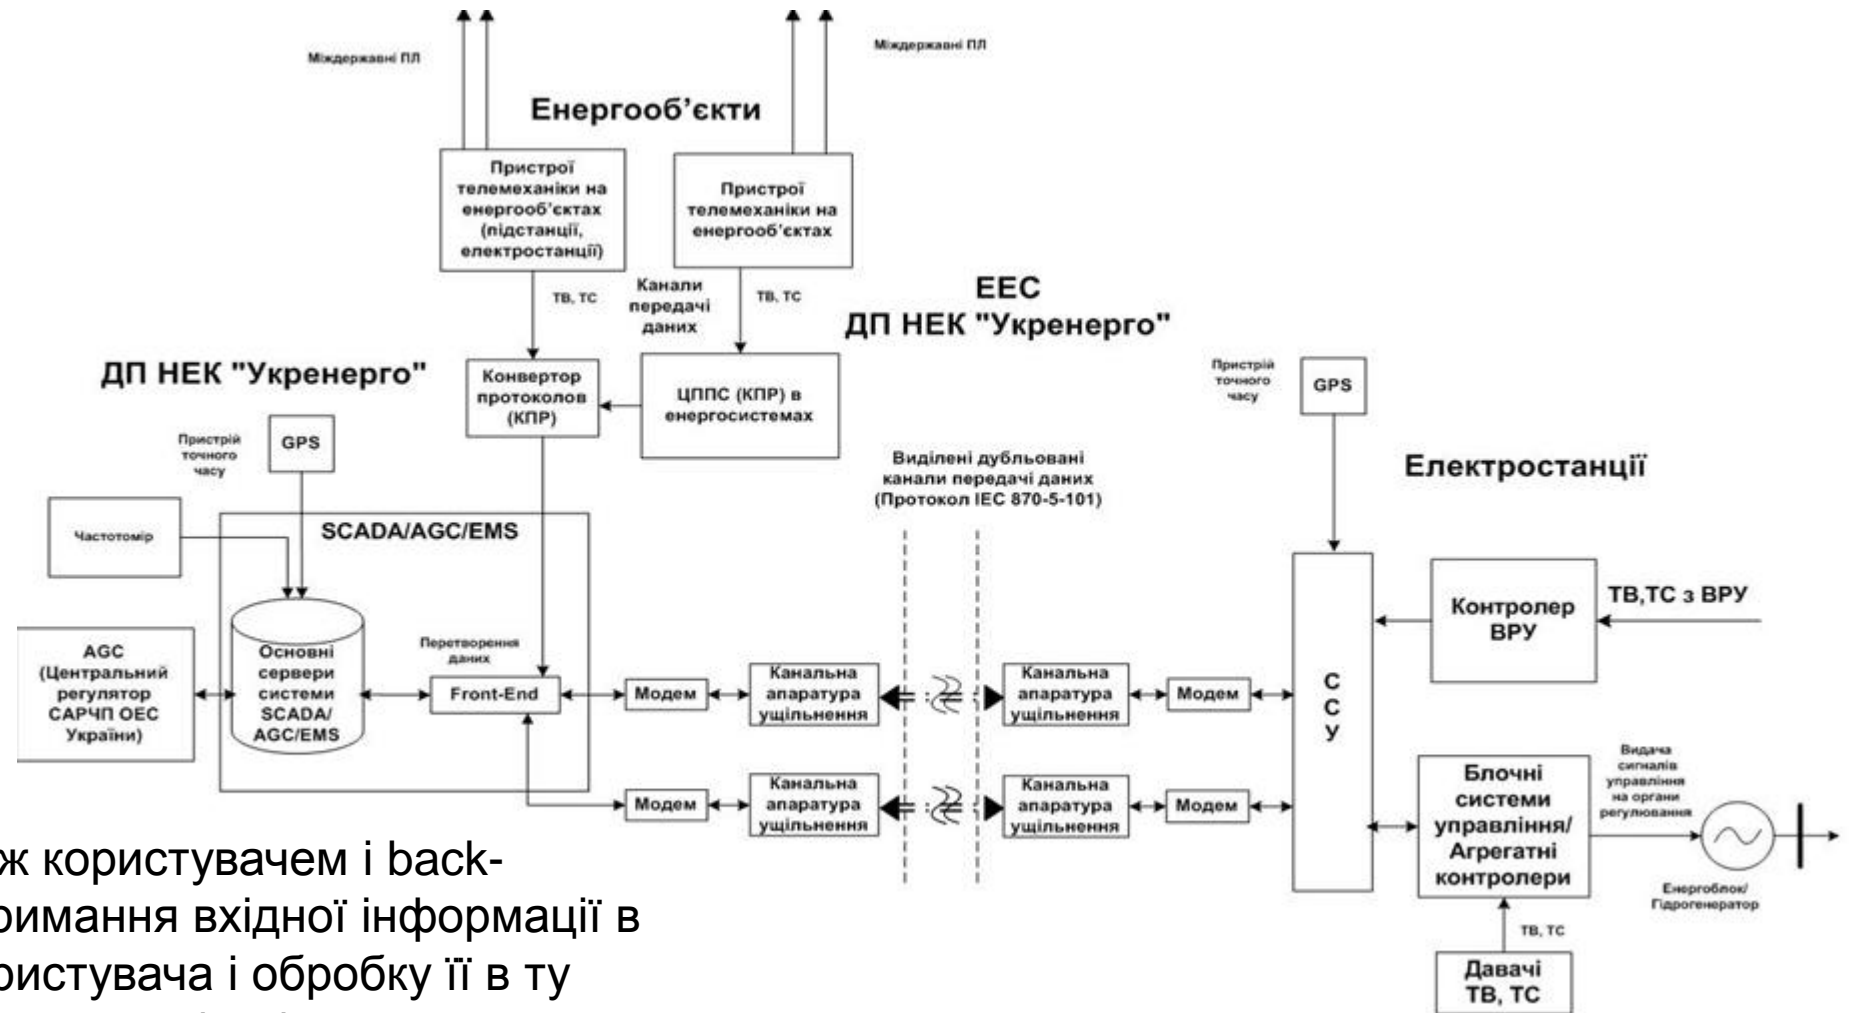 Міждержавні ПЛ
Міждержавні ПЛ
Енергооб'єкти
Пристрої
телемеханіки на
енергооб'єктах
(підстанції,
електростанції)
Пристрої
телемеханіки на
енергооб'єктах
ТВ, ТС
Канали
передачі
даних
ТВ, ТС
ЕЕС
ДП НЕК "Укренерго"
ДП НЕК "Укренерго"
Конвертор
протоколов
(КПР)
ЦППС (КПР) в
енергосистемах
Пристрій
точного
часу
GPS
Пристрій
точного
часу
GPS
Виділені дубльовані
канали передачі даних
(Протокол IEC 870-5-101)
Електростанції
Частотомір
SCADA/AGC/EMS
AGC
(Центральний
регулятор
САРЧП ОЕС
України)
Основні
сервери
системи
SCADA/
AGC/EMS
Перетворення
даних
Front-End
Модем
Канальна
апаратура
ущільнення
Канальна
апаратура
ущільнення
Модем
С
С
У
Контролер
ВРУ
ТВ,ТС з ВРУ
Модем
Канальна
апаратура
ущільнення
Канальна
апаратура
ущільнення
Модем
Блочні
системи
управління/
Агрегатні
контролери
Видача
сигналів
управління
на органи
регулювання
Енергоблок/
Гідрогенератор
ТВ, ТС
Давачі
ТВ, ТС
ж користувачем і back-
римання вхідної інформації в
ристувача і обробку її в ту